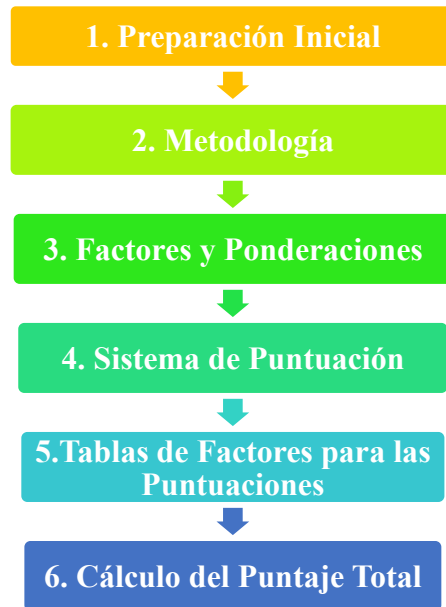 1. Preparación Inicial
2. Metodología
3. Factores y Ponderaciones
4. Sistema de Puntuación
5.Tablas de Factores para las
Puntuaciones
6. Cálculo del Puntaje Total